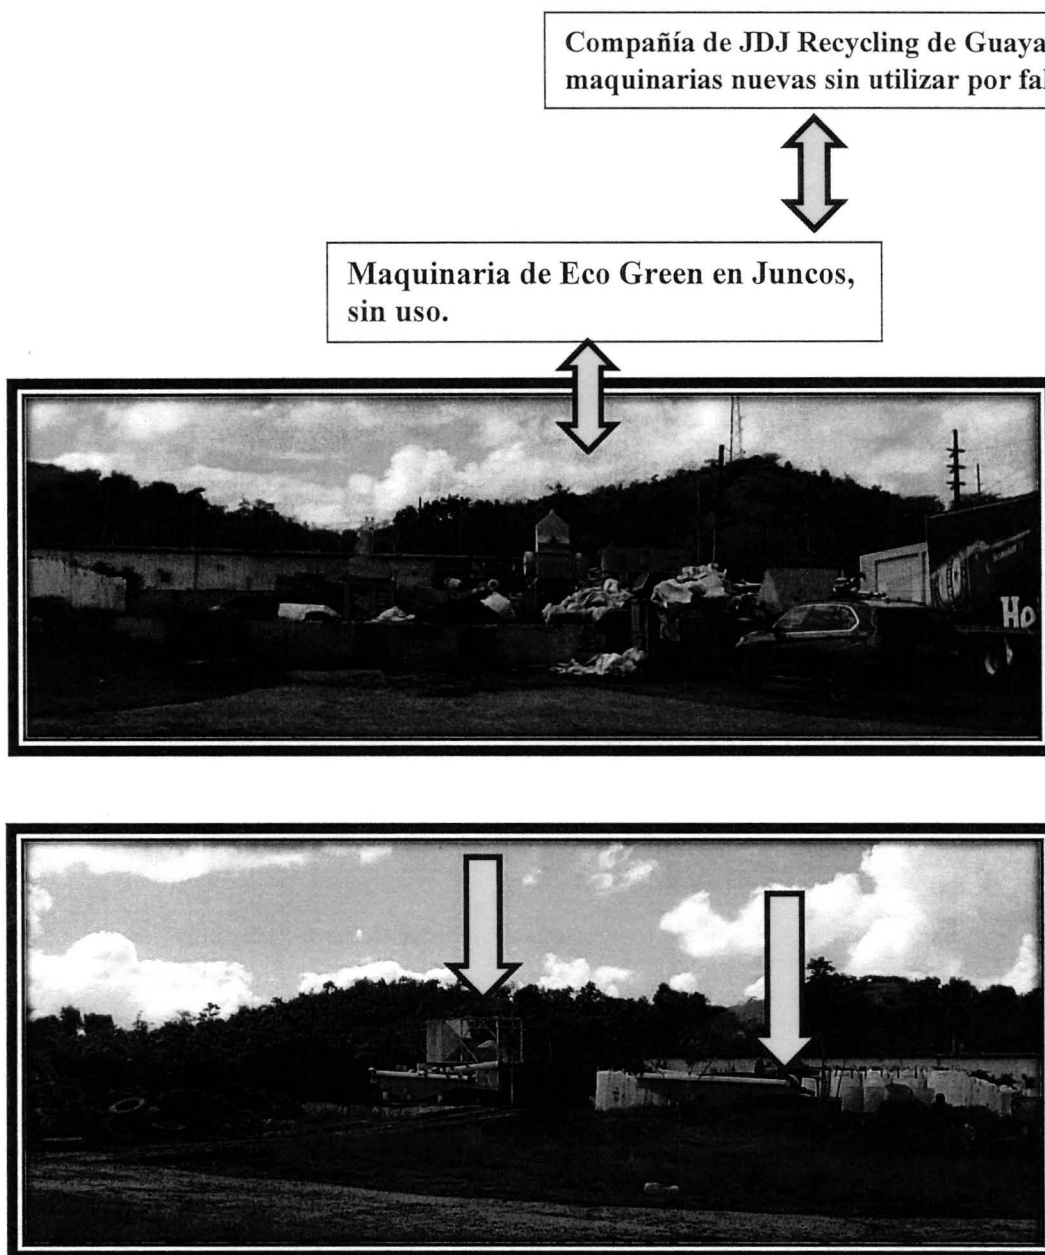 Compañía de JDJ Recycling de Guaya
maquinarias nuevas sin utilizar por fal
Maquinaria de Eco Green en Juncos,
sin uso.
Ho